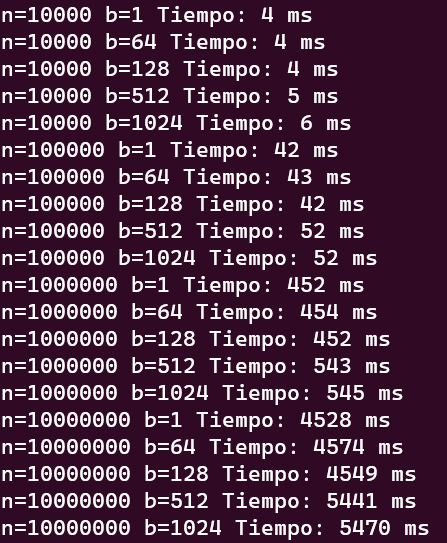 n=10000 b=1 Tiempo: 4 ms
n=10000 b=64 Tiempo: 4 ms
n=10000 b=128 Tiempo: 4 ms
n=10000 b=512 Tiempo: 5 ms
n=10000 b=1024 Tiempo: 6 ms
n=100000 b=1 Tiempo: 42 ms
n=100000 b=64 Tiempo: 43 ms
n=100000 b=128 Tiempo: 42 ms
n=100000 b=512 Tiempo: 52 ms
n=100000 b=1024 Tiempo: 52 ms
n=1000000 b=1 Tiempo: 452 ms
n=1000000 b=64 Tiempo: 454 ms
n=1000000 b=128 Tiempo: 452 ms
n=1000000 b=512 Tiempo: 543 ms
n=1000000 b=1024 Tiempo: 545 ms
n=10000000 b=1 Tiempo: 4528 ms
n=10000000 b=64 Tiempo: 4574 ms
n=10000000 b=128 Tiempo: 4549 ms
n=10000000 b=512 Tiempo: 5441 ms
n=10000000 b=1024 Tiempo: 5470 ms